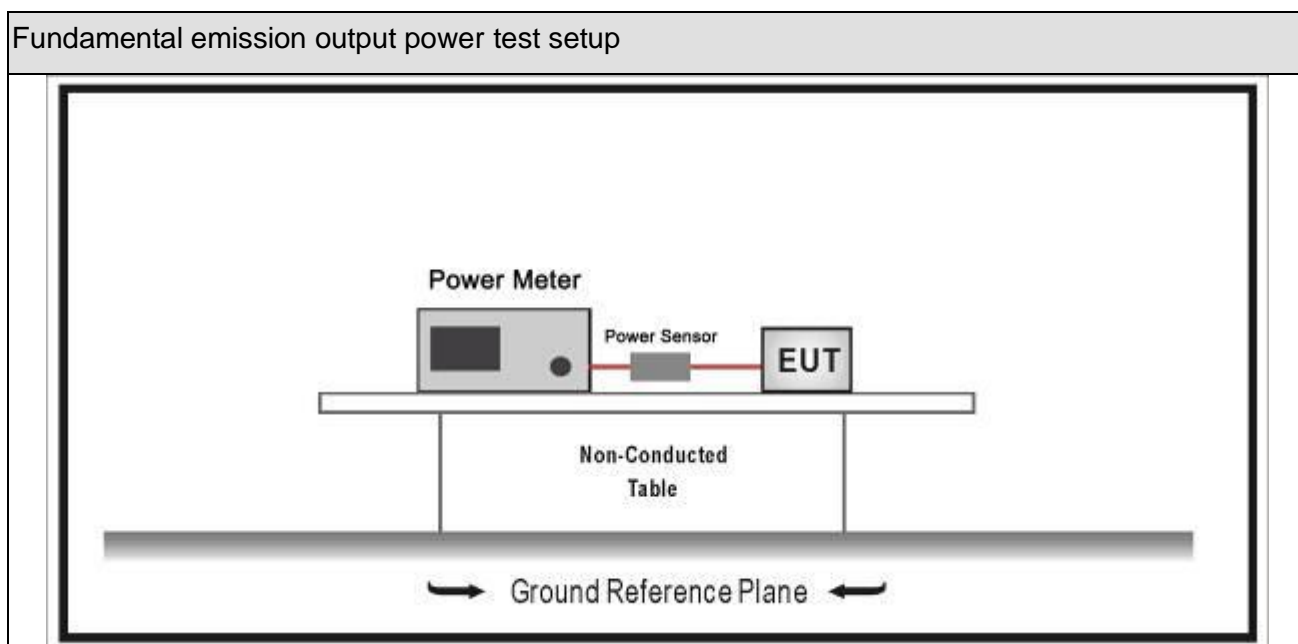 Fundamental emission output power test setup
Power Meter
Power Sensor
EUT
Non-Conducted
Table
Ground Reference Plane